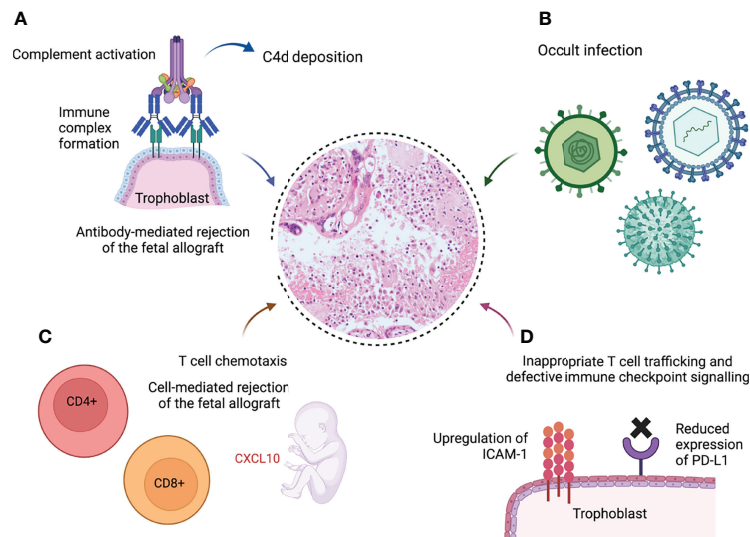 A
Complement activation
C4d deposition
Immune
complex
formation
Trophoblast
Antibody-mediated rejection
of the fetal allograft
B
Occult infection
C
T cell chemotaxis
Cell-mediated rejection
of the fetal allograft
CD4+
CD8+
CXCL10
D
Inappropriate T cell trafficking and
defective immune checkpoint signalling
Upregulation of
ICAM-1
Reduced
expression
of PD-L1
Trophoblast